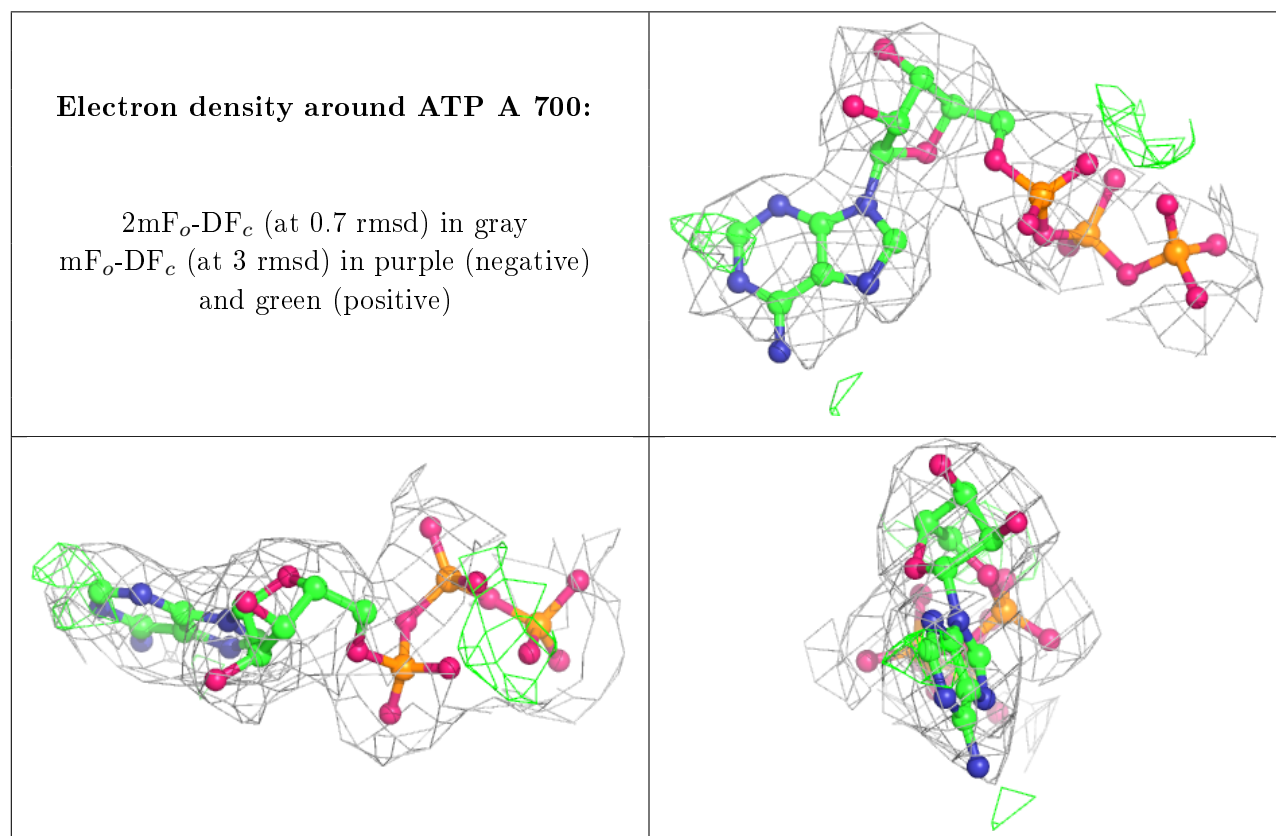 Electron density around ATP A 700:
2mFo-DFc (at 0.7 rmsd) in gray
mFo-DFc (at 3 rmsd) in purple (negative)
and green (positive)